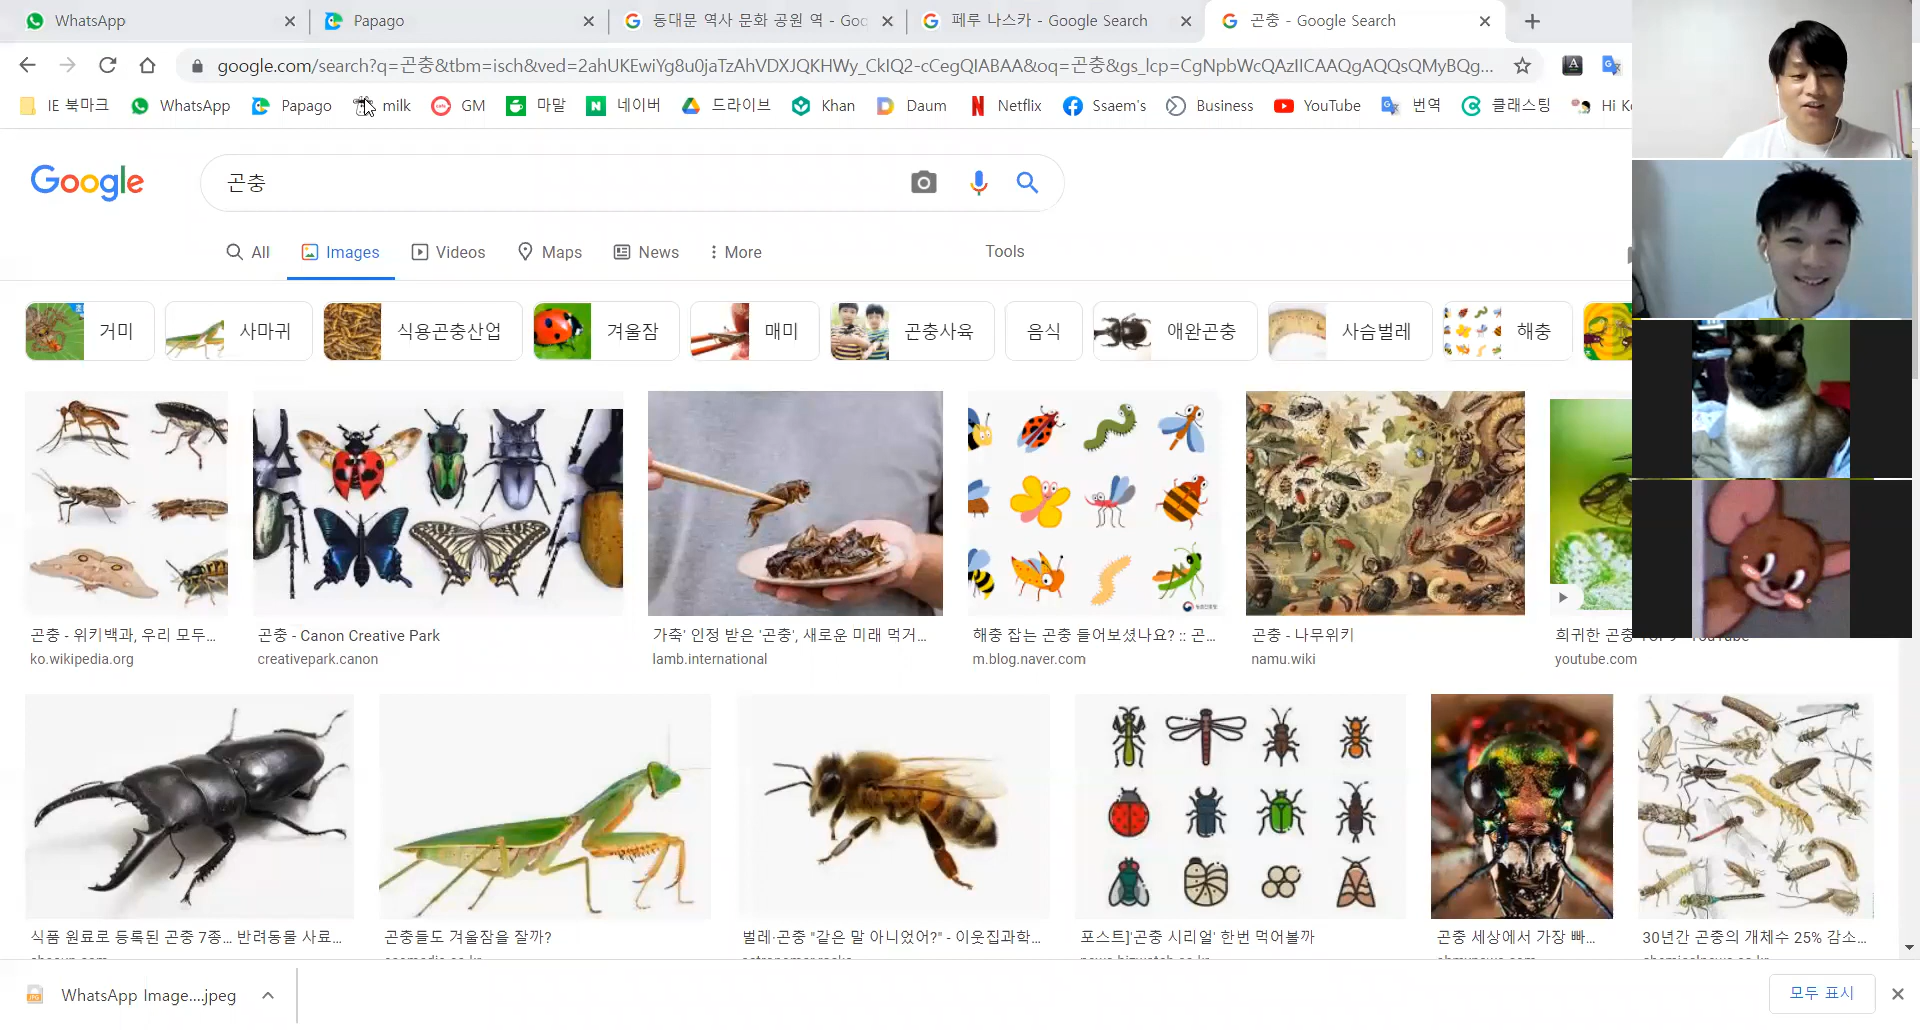 WhatsApp
Papago
동대문 역사 문화 공원 역 - Goo
페루 나스카 - Google Search
곤충 - Google Search
google.com/search?q=곤충&tbm=isch&ved=2ahUKEwiYg8u0jaTzAhVDXJQKHWy_CkIQ2-cCegQIABAA&oq=곤충&gs_lcp=CgNpbWcQAzIICAAQgAQQsQMyBQg...
IE 북마크 WhatsApp Papago milk GM 마말 네이버 드라이브 Khan Daum Netflix Ssaem's Business YouTube 번역 클래스팅 Hi Ko
Google
곤충
All Images Videos Maps News More Tools
거미 사마귀 식용곤충산업 겨울잠 매미 곤충사육 음식 애완곤충 사슴벌레 해충
곤충 - 위키백과, 우리 모두...
ko.wikipedia.org
곤충 - Canon Creative Park
creativepark.canon
가축' 인정 받은 '곤충', 새로운 미래 먹거...
lamb.international
해충 잡는 곤충 들어보셨나요? :: 곤...
m.blog.naver.com
곤충 - 나무위키
namu.wiki
희귀한 곤충
youtube.com
식품 원료로 등록된 곤충 7종... 반려동물 사료...
곤충들도 겨울잠을 잘까?
벌레·곤충 "같은 말 아니었어?" - 이웃집과학...
포스트]'곤충 시리얼' 한번 먹어볼까
곤충 세상에서 가장 빠...
30년간 곤충의 개체수 25% 감소...
WhatsApp Image....jpeg
모두 표시